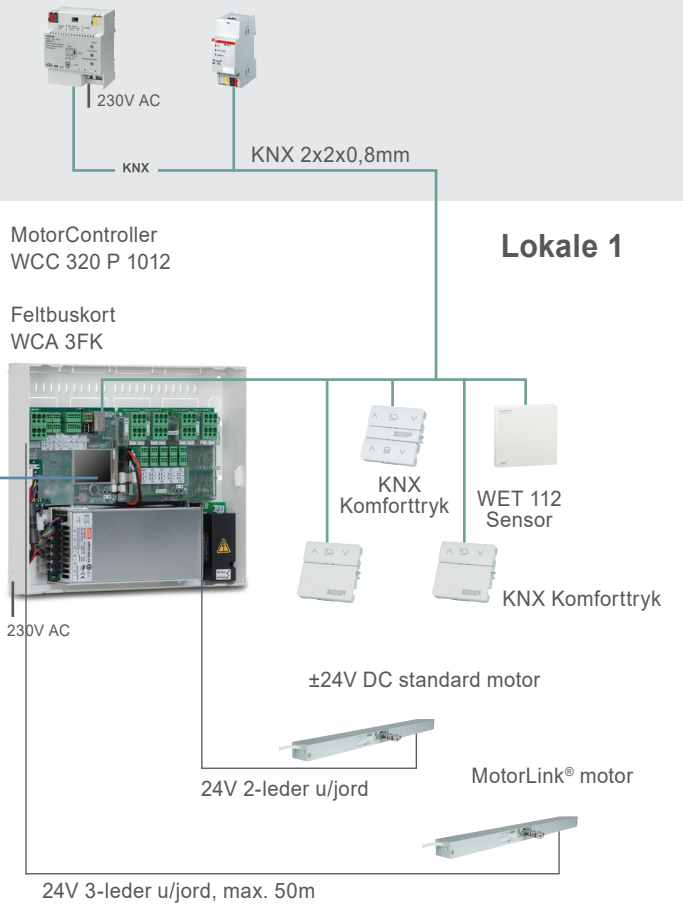 230V AC
KNX
KNX 2x2x0,8mm
MotorController
WCC 320 P 1012
Lokale 1
Feltbuskort
WCA 3FK
KNX
Komforttryk
WET 112
Sensor
KNX Komforttryk
230V AC
±24V DC standard motor
24V 2-leder u/jord
MotorLink® motor
24V 3-leder u/jord, max. 50m